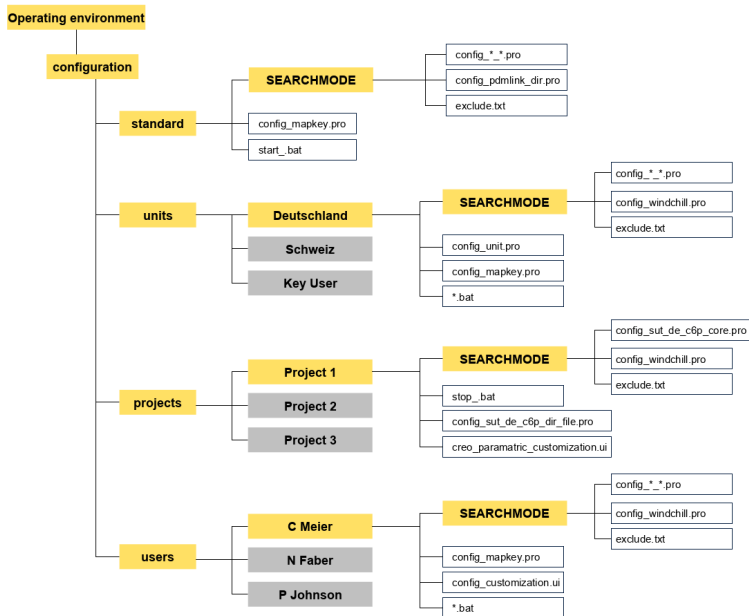 Operating environment
configuration
standard
SEARCHMODE
config_*_*.pro
config_pdmlink_dir.pro
exclude.txt
config_mapkey.pro
start_.bat
units
Deutschland
Schweiz
Key User
SEARCHMODE
config_*_*.pro
config_windchill.pro
exclude.txt
config_unit.pro
config_mapkey.pro
*.bat
projects
Project 1
Project 2
Project 3
SEARCHMODE
config_sut_de_c6p_core.pro
config_windchill.pro
exclude.txt
stop_.bat
config_sut_de_c6p_dir_file.pro
creo_paramatric_customization.ui
users
C Meier
N Faber
P Johnson
SEARCHMODE
config_*_*.pro
config_windchill.pro
exclude.txt
config_mapkey.pro
config_customization.ui
*.bat